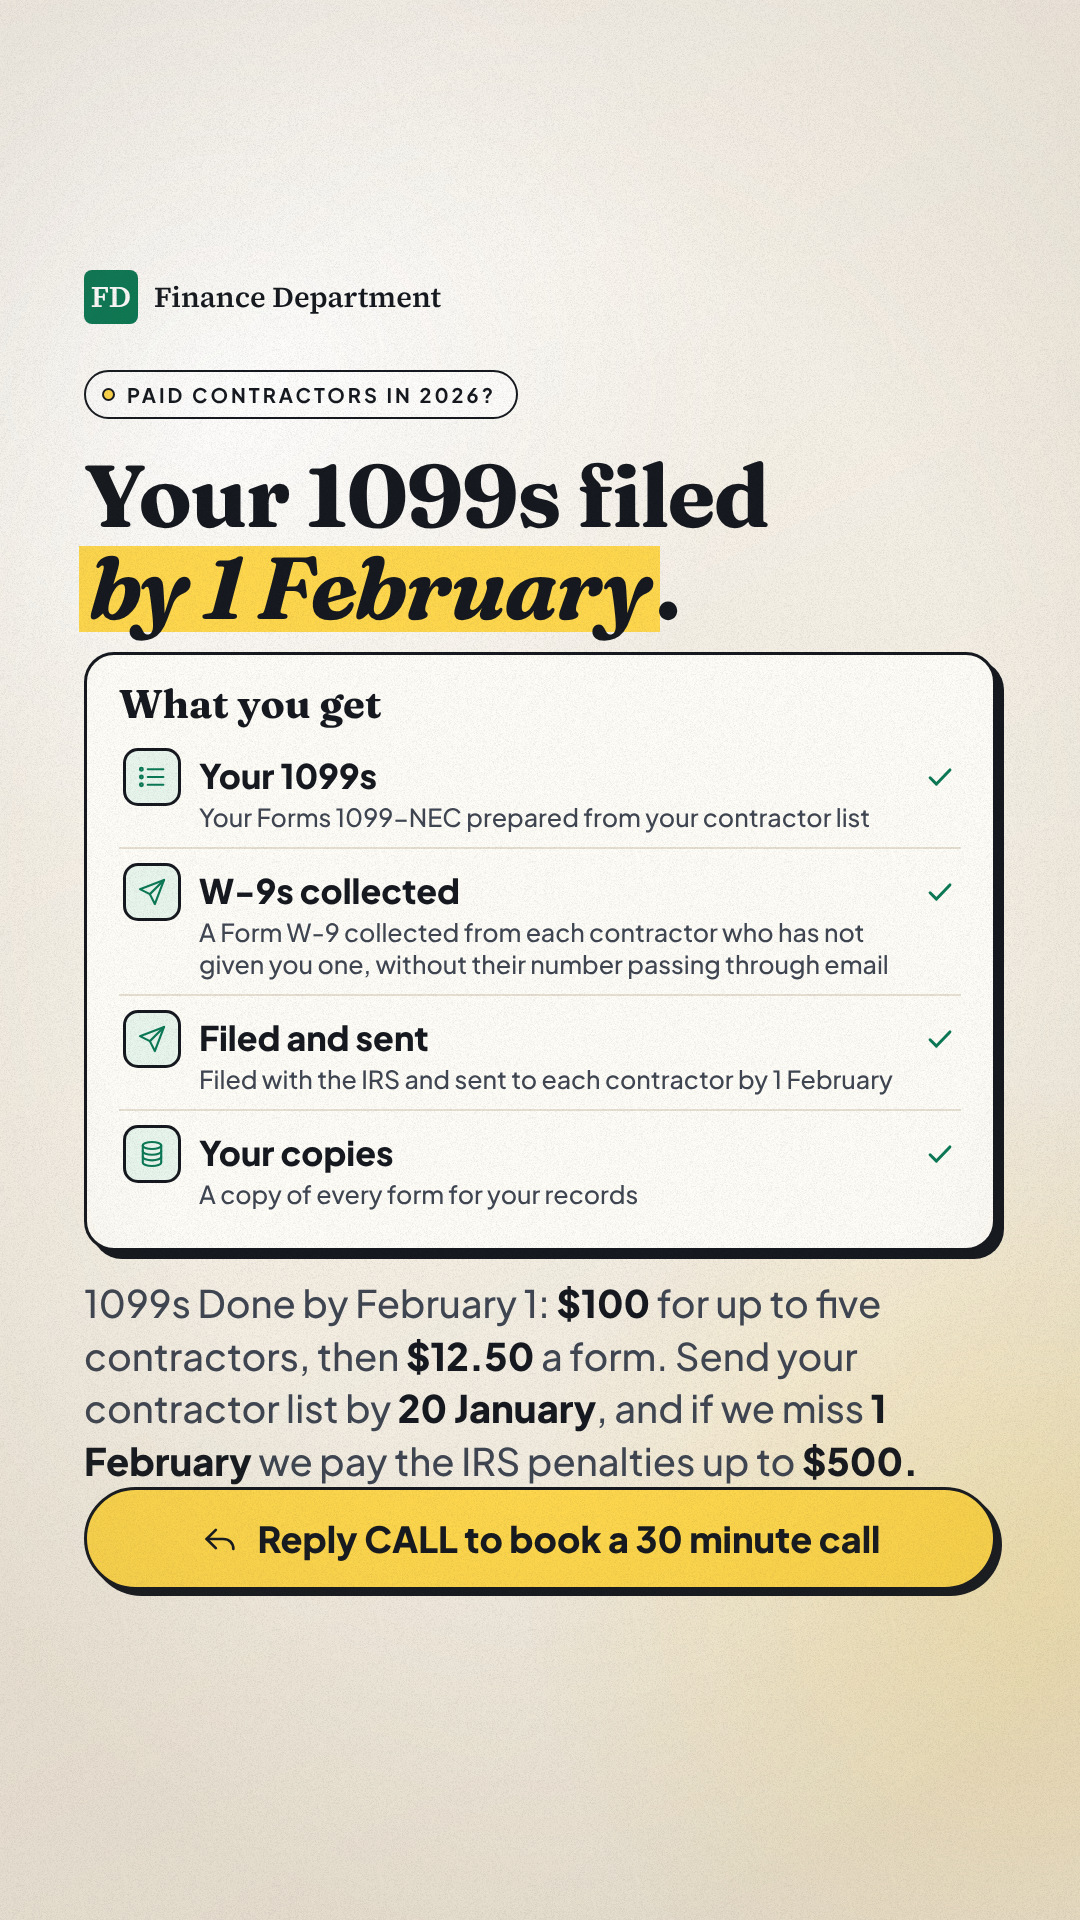 FD Finance Department
PAID CONTRACTORS IN 2026?
Your 1099s filed
by 1 February.
What you get
Your 1099s
Your Forms 1099-NEC prepared from your contractor list
W-9s collected
A Form W-9 collected from each contractor who has not
given you one, without their number passing through email
Filed and sent
Filed with the IRS and sent to each contractor by 1 February
Your copies
A copy of every form for your records
1099s Done by February 1: $100 for up to five
contractors, then $12.50 a form. Send your
contractor list by 20 January, and if we miss 1
February we pay the IRS penalties up to $500.
Reply CALL to book a 30 minute call